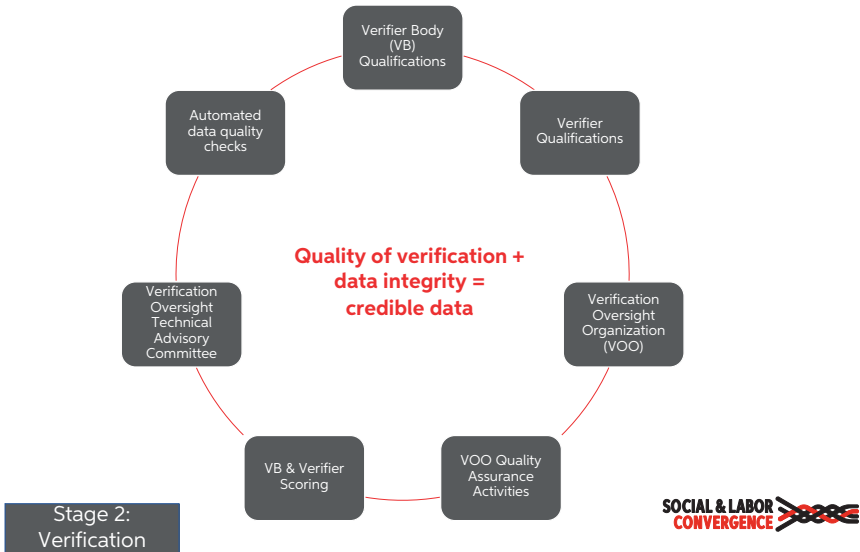 Verifier Body
(VB)
Qualifications
Verifier
Qualifications
Verification
Oversight
Organization
(VOO)
VOO Quality
Assurance
Activities
VB & Verifier
Scoring
Verification
Oversight
Technical
Advisory
Committee
Automated
data quality
checks
Quality of verification +
data integrity =
credible data
Stage 2:
Verification
SOCIAL & LABOR
CONVERGENCE